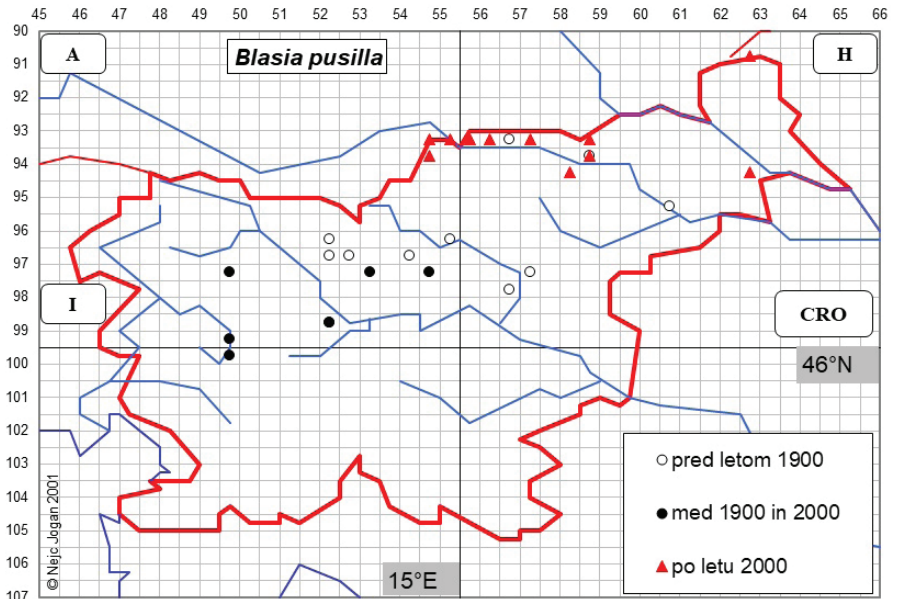 45 46 47 48 49 50 52 53 54 55 56 57 58 59 60 61 62 63 64 65 66
90
91
92
93
94
95
96
97
98
99
100
101
102
103
104
105
106
107
A
Blasia pusilla
H
I
CRO
46°N
15°E
© Nejc Jogan 2001
pred letom 1900
med 1900 in 2000
po letu 2000